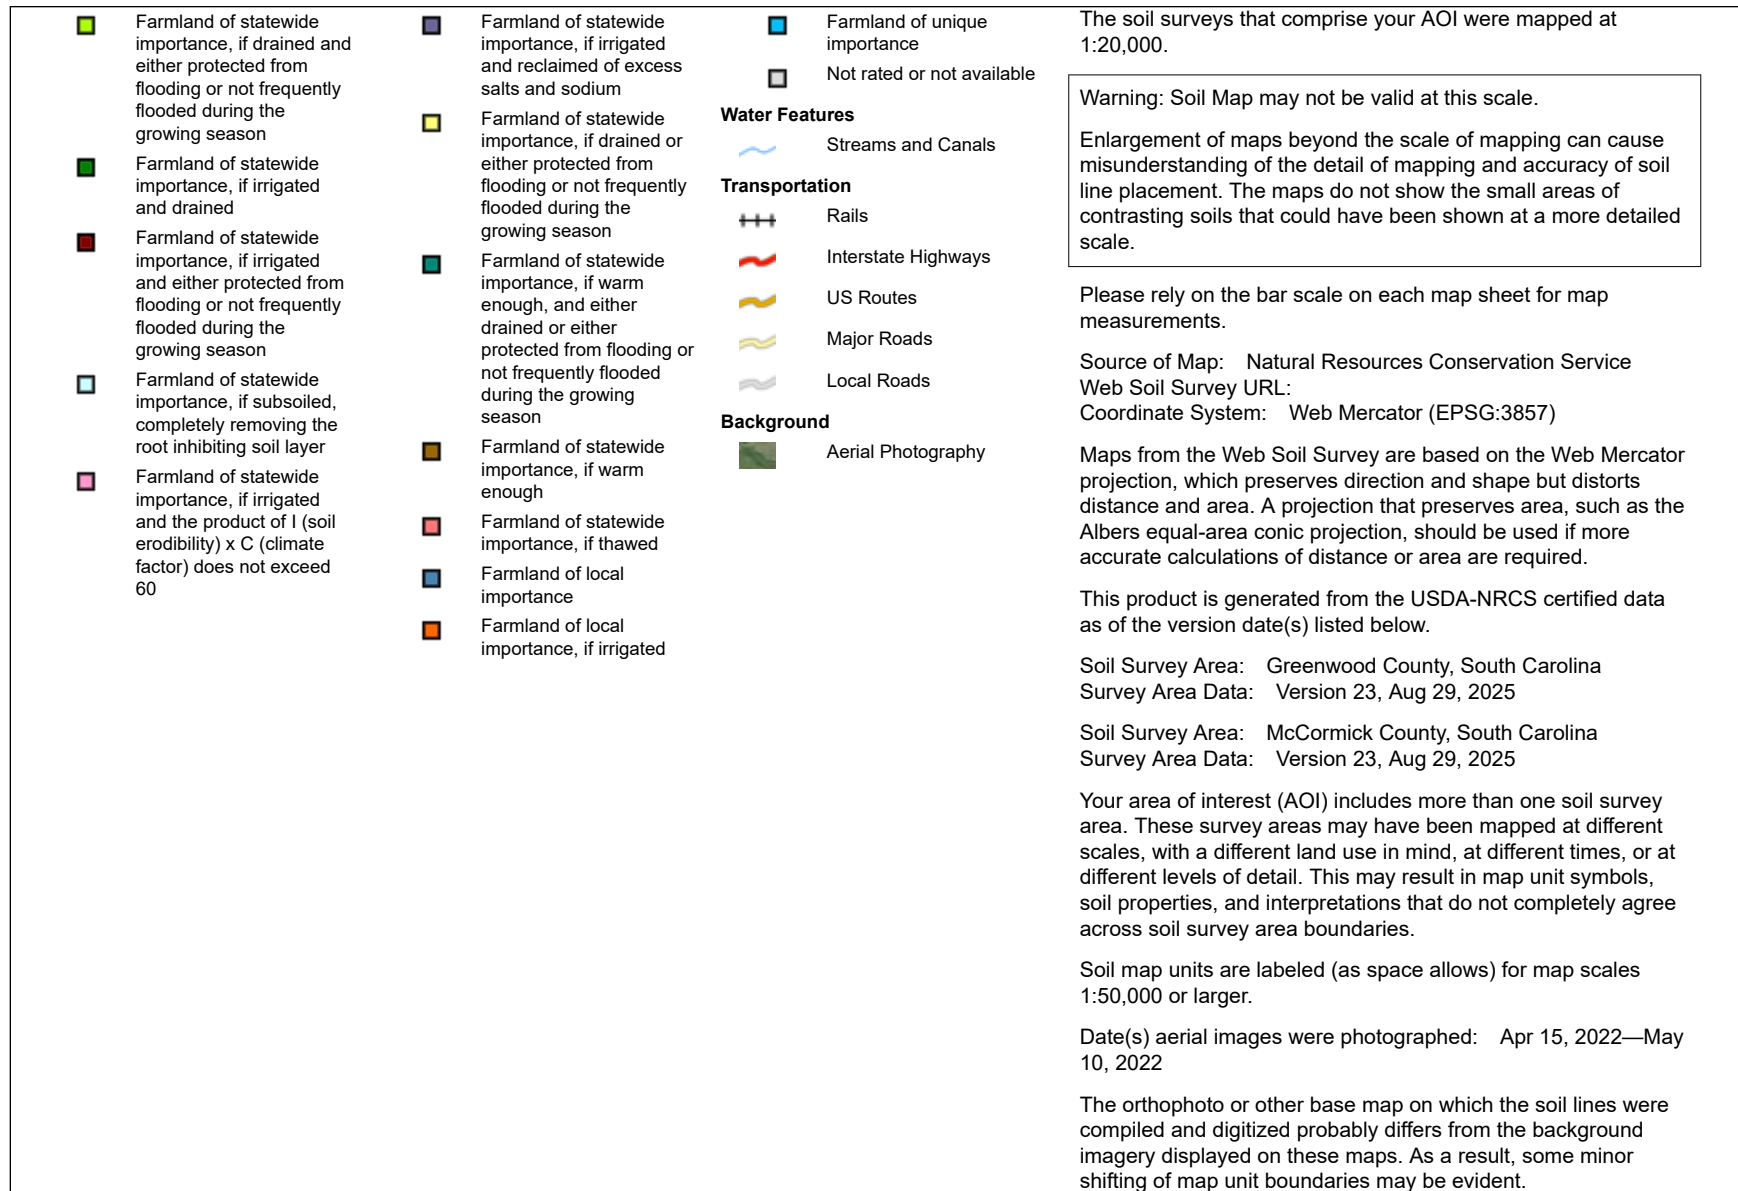 Farmland of statewide
importance, if drained and
either protected from
flooding or not frequently
flooded during the
growing season
Farmland of statewide
importance, if irrigated
and drained
Farmland of statewide
importance, if irrigated
and either protected from
flooding or not frequently
flooded during the
growing season
Farmland of statewide
importance, if subsoiled,
completely removing the
root inhibiting soil layer
Farmland of statewide
importance, if irrigated
and the product of I (soil
erodibility) x C (climate
factor) does not exceed
60
Farmland of statewide
importance, if irrigated
and reclaimed of excess
salts and sodium
Farmland of statewide
importance, if drained or
either protected from
flooding or not frequently
flooded during the
growing season
Farmland of statewide
importance, if warm
enough, and either
drained or either
protected from flooding or
not frequently flooded
during the growing
season
Farmland of statewide
importance, if warm
enough
Farmland of statewide
importance, if thawed
Farmland of local
importance
Farmland of local
importance, if irrigated
Farmland of unique
importance
Not rated or not available
Water Features
Streams and Canals
Transportation
Rails
Interstate Highways
US Routes
Major Roads
Local Roads
Background
Aerial Photography
The soil surveys that comprise your AOI were mapped at
1:20,000.
Warning: Soil Map may not be valid at this scale.
Enlargement of maps beyond the scale of mapping can cause
misunderstanding of the detail of mapping and accuracy of soil
line placement. The maps do not show the small areas of
contrasting soils that could have been shown at a more detailed
scale.
Please rely on the bar scale on each map sheet for map
measurements.
Source of Map: Natural Resources Conservation Service
Web Soil Survey URL:
Coordinate System: Web Mercator (EPSG:3857)
Maps from the Web Soil Survey are based on the Web Mercator
projection, which preserves direction and shape but distorts
distance and area. A projection that preserves area, such as the
Albers equal-area conic projection, should be used if more
accurate calculations of distance or area are required.
This product is generated from the USDA-NRCS certified data
as of the version date(s) listed below.
Soil Survey Area: Greenwood County, South Carolina
Survey Area Data: Version 23, Aug 29, 2025
Soil Survey Area: McCormick County, South Carolina
Survey Area Data: Version 23, Aug 29, 2025
Your area of interest (AOI) includes more than one soil survey
area. These survey areas may have been mapped at different
scales, with a different land use in mind, at different times, or at
different levels of detail. This may result in map unit symbols,
soil properties, and interpretations that do not completely agree
across soil survey area boundaries.
Soil map units are labeled (as space allows) for map scales
1:50,000 or larger.
Date(s) aerial images were photographed: Apr 15, 2022—May
10, 2022
The orthophoto or other base map on which the soil lines were
compiled and digitized probably differs from the background
imagery displayed on these maps. As a result, some minor
shifting of map unit boundaries may be evident.